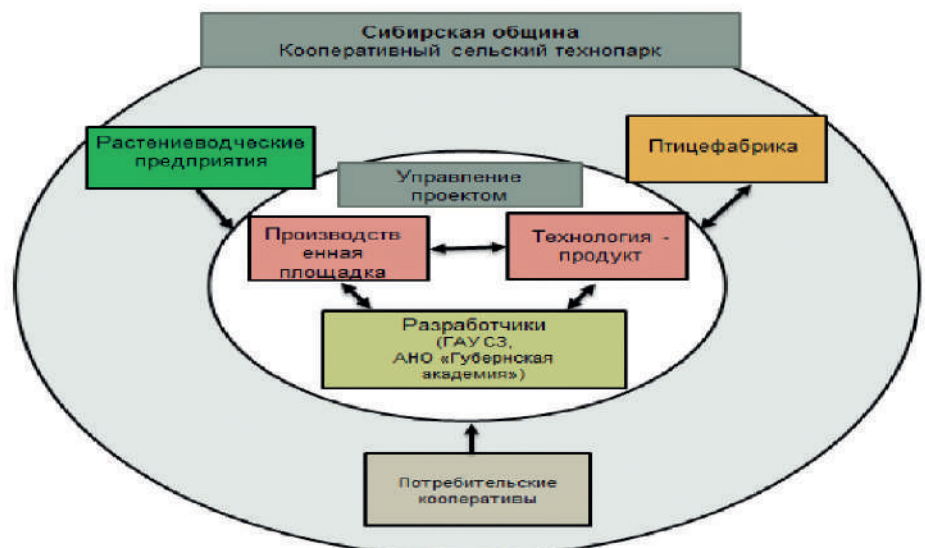 Сибирская община
Кооперативный сельский технопарк
Растениеводческие
предприятия
Птицефабрика
Управление
проектом
Производств
енная
площадка
Технология -
продукт
Разработчики
(ГАУ СЗ,
АНО «Губернская
академия»)
Потребительские
кооперативы